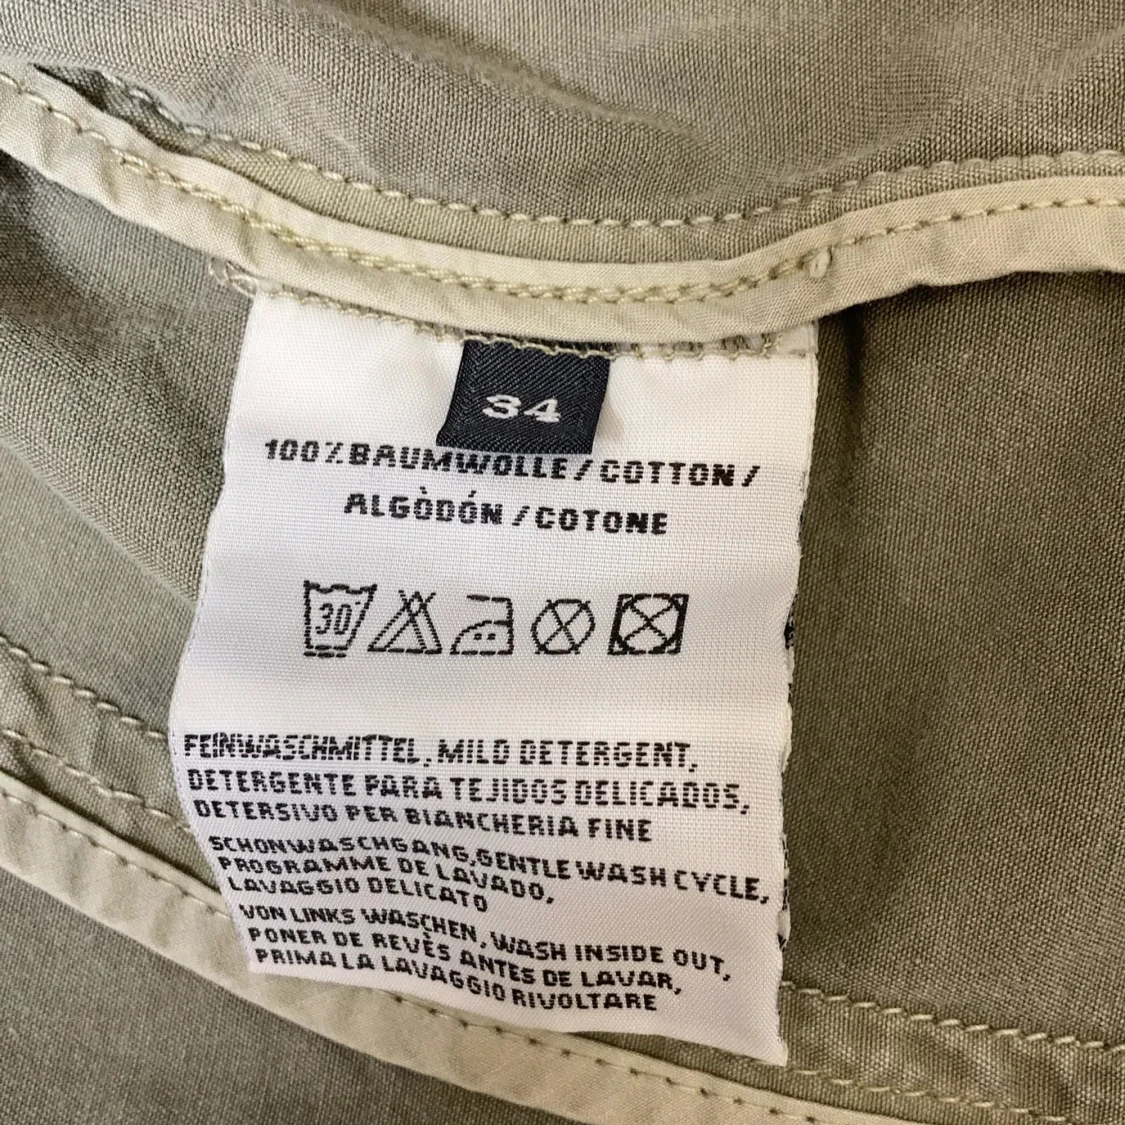 34
100%BAUMWOLLE/COTTON/
ALGÒDÓN/COTONE
30°
FEINWASCHMITTEL, MILD DETERGENT,
DETERGENTE PARA TEJIDOS DELICADOS,
DETERSIVO PER BIANCHERIA FINE
SCHONWASCHGANG,GENTLE WASH CYCLE,
PROGRAMME DE LAVADO,
LAVAGGIO DELICATO
VON LINKS WASCHEN, WASH INSIDE OUT,
PONER DE REVÈS ANTES DE LAVAR,
PRIMA LA LAVAGGIO RIVOLTARE